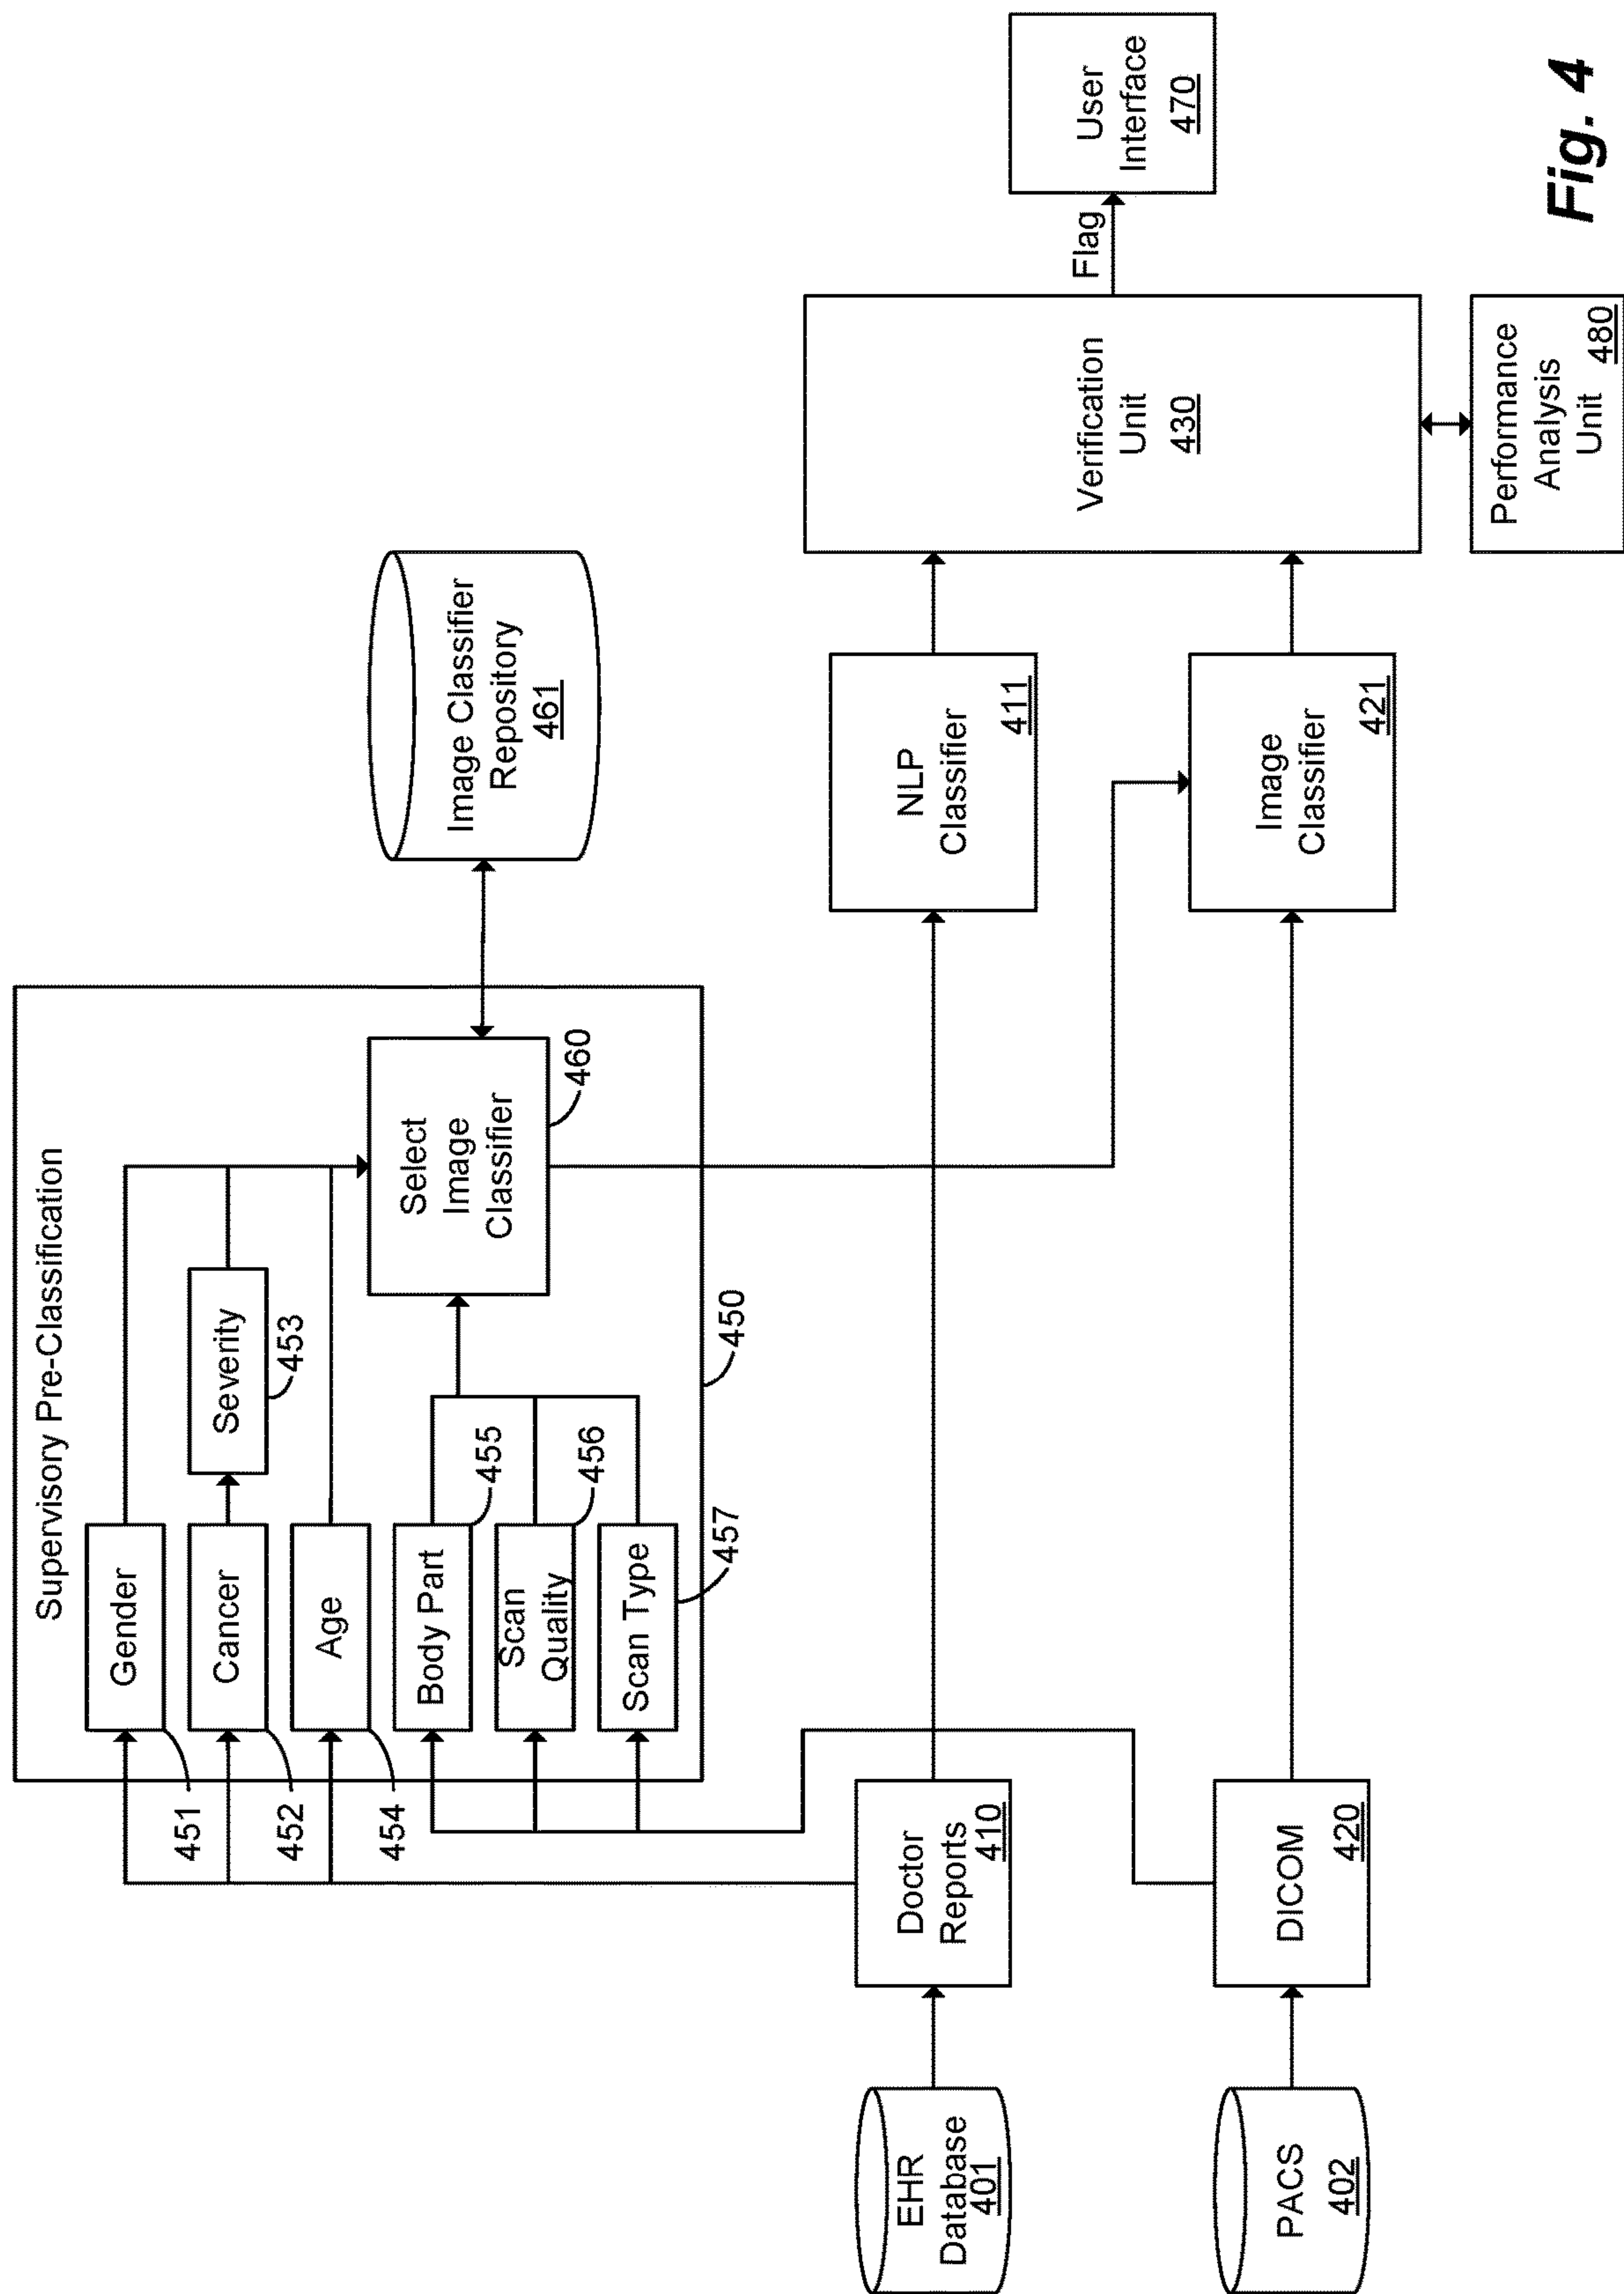 Supervisory Pre-Classification
Gender
451
Cancer
452
Severity
453
Age
454
Body Part
455
Scan
Quality
456
Scan Type
457
Select
Image
Classifier
460
450
Image Classifier
Repository
461
EHR
Database
401
Doctor
Reports
410
NLP
Classifier
411
PACS
402
DICOM
420
Image
Classifier
421
Verification
Unit
430
Flag
User
Interface
470
Performance
Analysis
Unit
480
Fig. 4